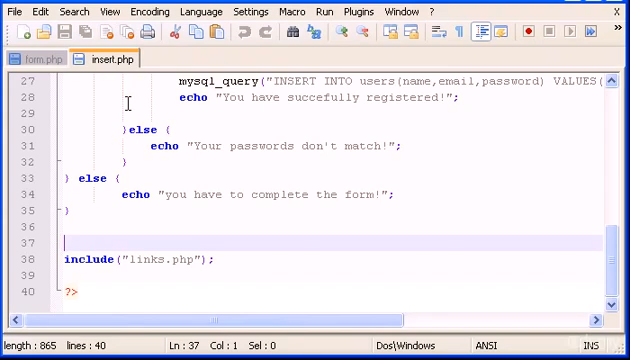 File Edit Search View Encoding Language Settings Macro Run Plugins Window ? X
form.php insert.php
27 mysql_query("INSERT INTO users(name,email,password) VALUES(
28 echo "You have succefully registered!";
29
30 }else {
31 echo "Your passwords don't match!";
32 }
33 } else {
34 echo "you have to complete the form!";
35 }
36
37
38 include("links.php");
39
40 ?>
length : 865 lines : 40 Ln : 37 Col : 1 Sel : 0 Dos\Windows ANSI INS